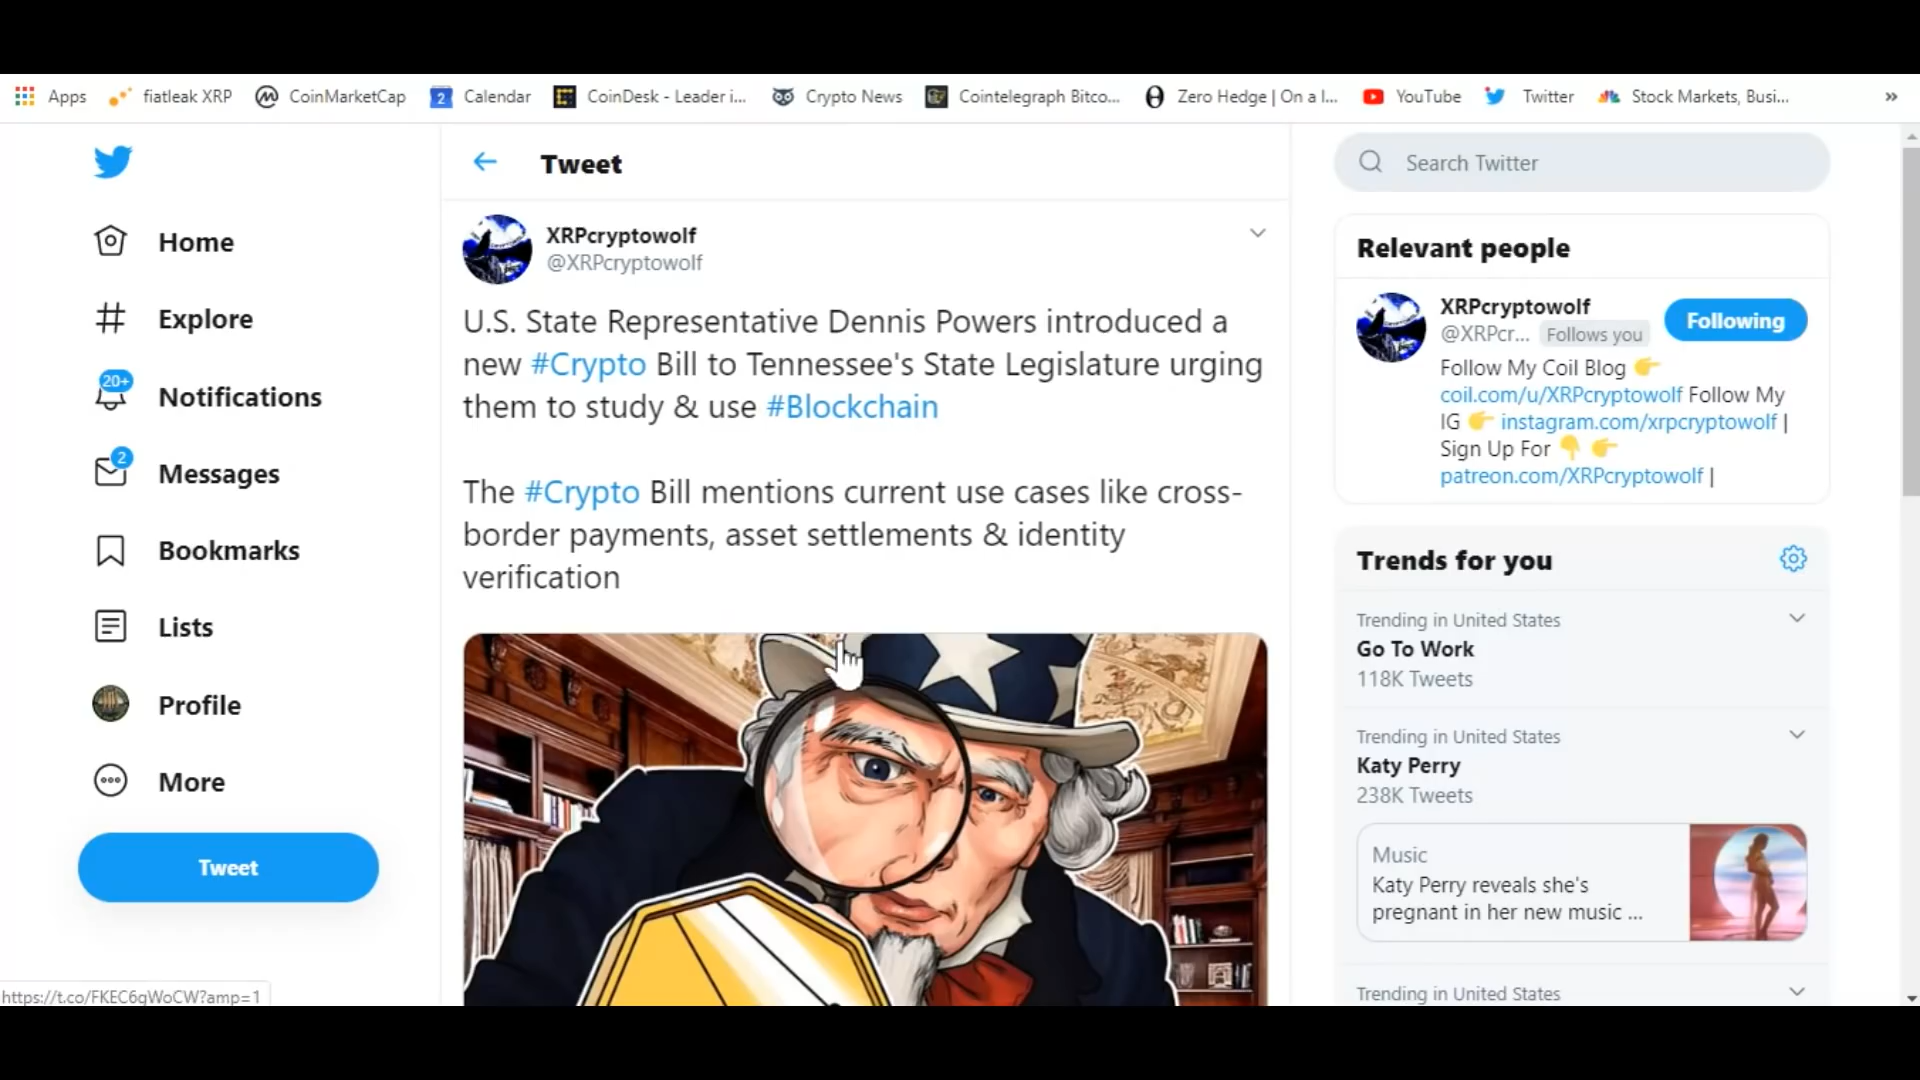 Apps fiatleak XRP CoinMarketCap 2 Calendar CoinDesk - Leader i... Crypto News Cointelegraph Bitco... Zero Hedge | On a l... YouTube Twitter Stock Markets, Busi... »
Home
Explore
20+
Notifications
2
Messages
Bookmarks
Lists
Profile
More
Tweet
Tweet
XRPcryptowolf
@XRPcryptowolf
U.S. State Representative Dennis Powers introduced a
new #Crypto Bill to Tennessee's State Legislature urging
them to study & use #Blockchain
The #Crypto Bill mentions current use cases like cross-
border payments, asset settlements & identity
verification
Search Twitter
Relevant people
XRPcryptowolf
@XRPcr... Follows you
Following
Follow My Coil Blog 👉
coil.com/u/XRPcryptowolf Follow My
IG 👉 instagram.com/xrpcryptowolf |
Sign Up For 👇 👉
patreon.com/XRPcryptowolf |
Trends for you
Trending in United States
Go To Work
118K Tweets
Trending in United States
Katy Perry
238K Tweets
Music
Katy Perry reveals she's
pregnant in her new music ...
Trending in United States
https://t.co/FKEC6gWoCW?amp=1